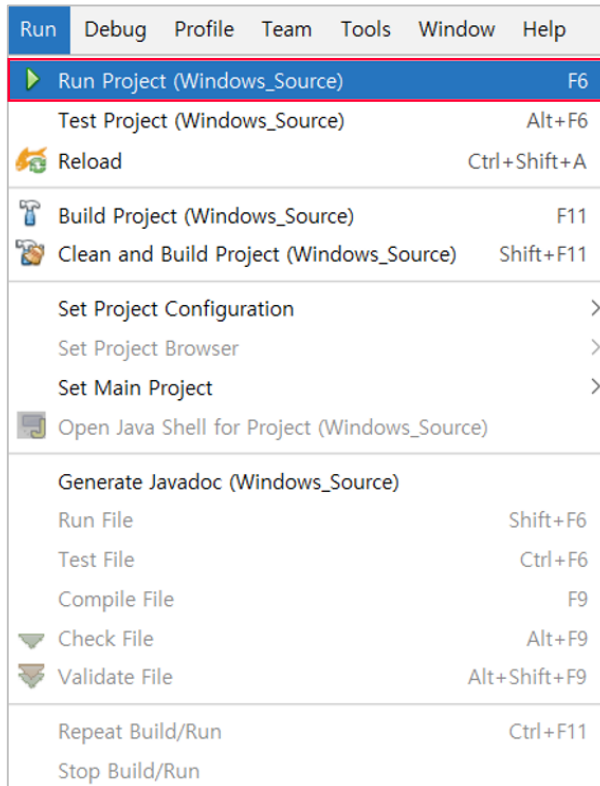 Run Debug Profile Team Tools Window Help
Run Project (Windows_Source) F6
Test Project (Windows_Source) Alt+F6
Reload Ctrl+Shift+A
Build Project (Windows_Source) F11
Clean and Build Project (Windows_Source) Shift+F11
Set Project Configuration
Set Project Browser
Set Main Project
Open Java Shell for Project (Windows_Source)
Generate Javadoc (Windows_Source)
Run File Shift+F6
Test File Ctrl+F6
Compile File F9
Check File Alt+F9
Validate File Alt+Shift+F9
Repeat Build/Run Ctrl+F11
Stop Build/Run